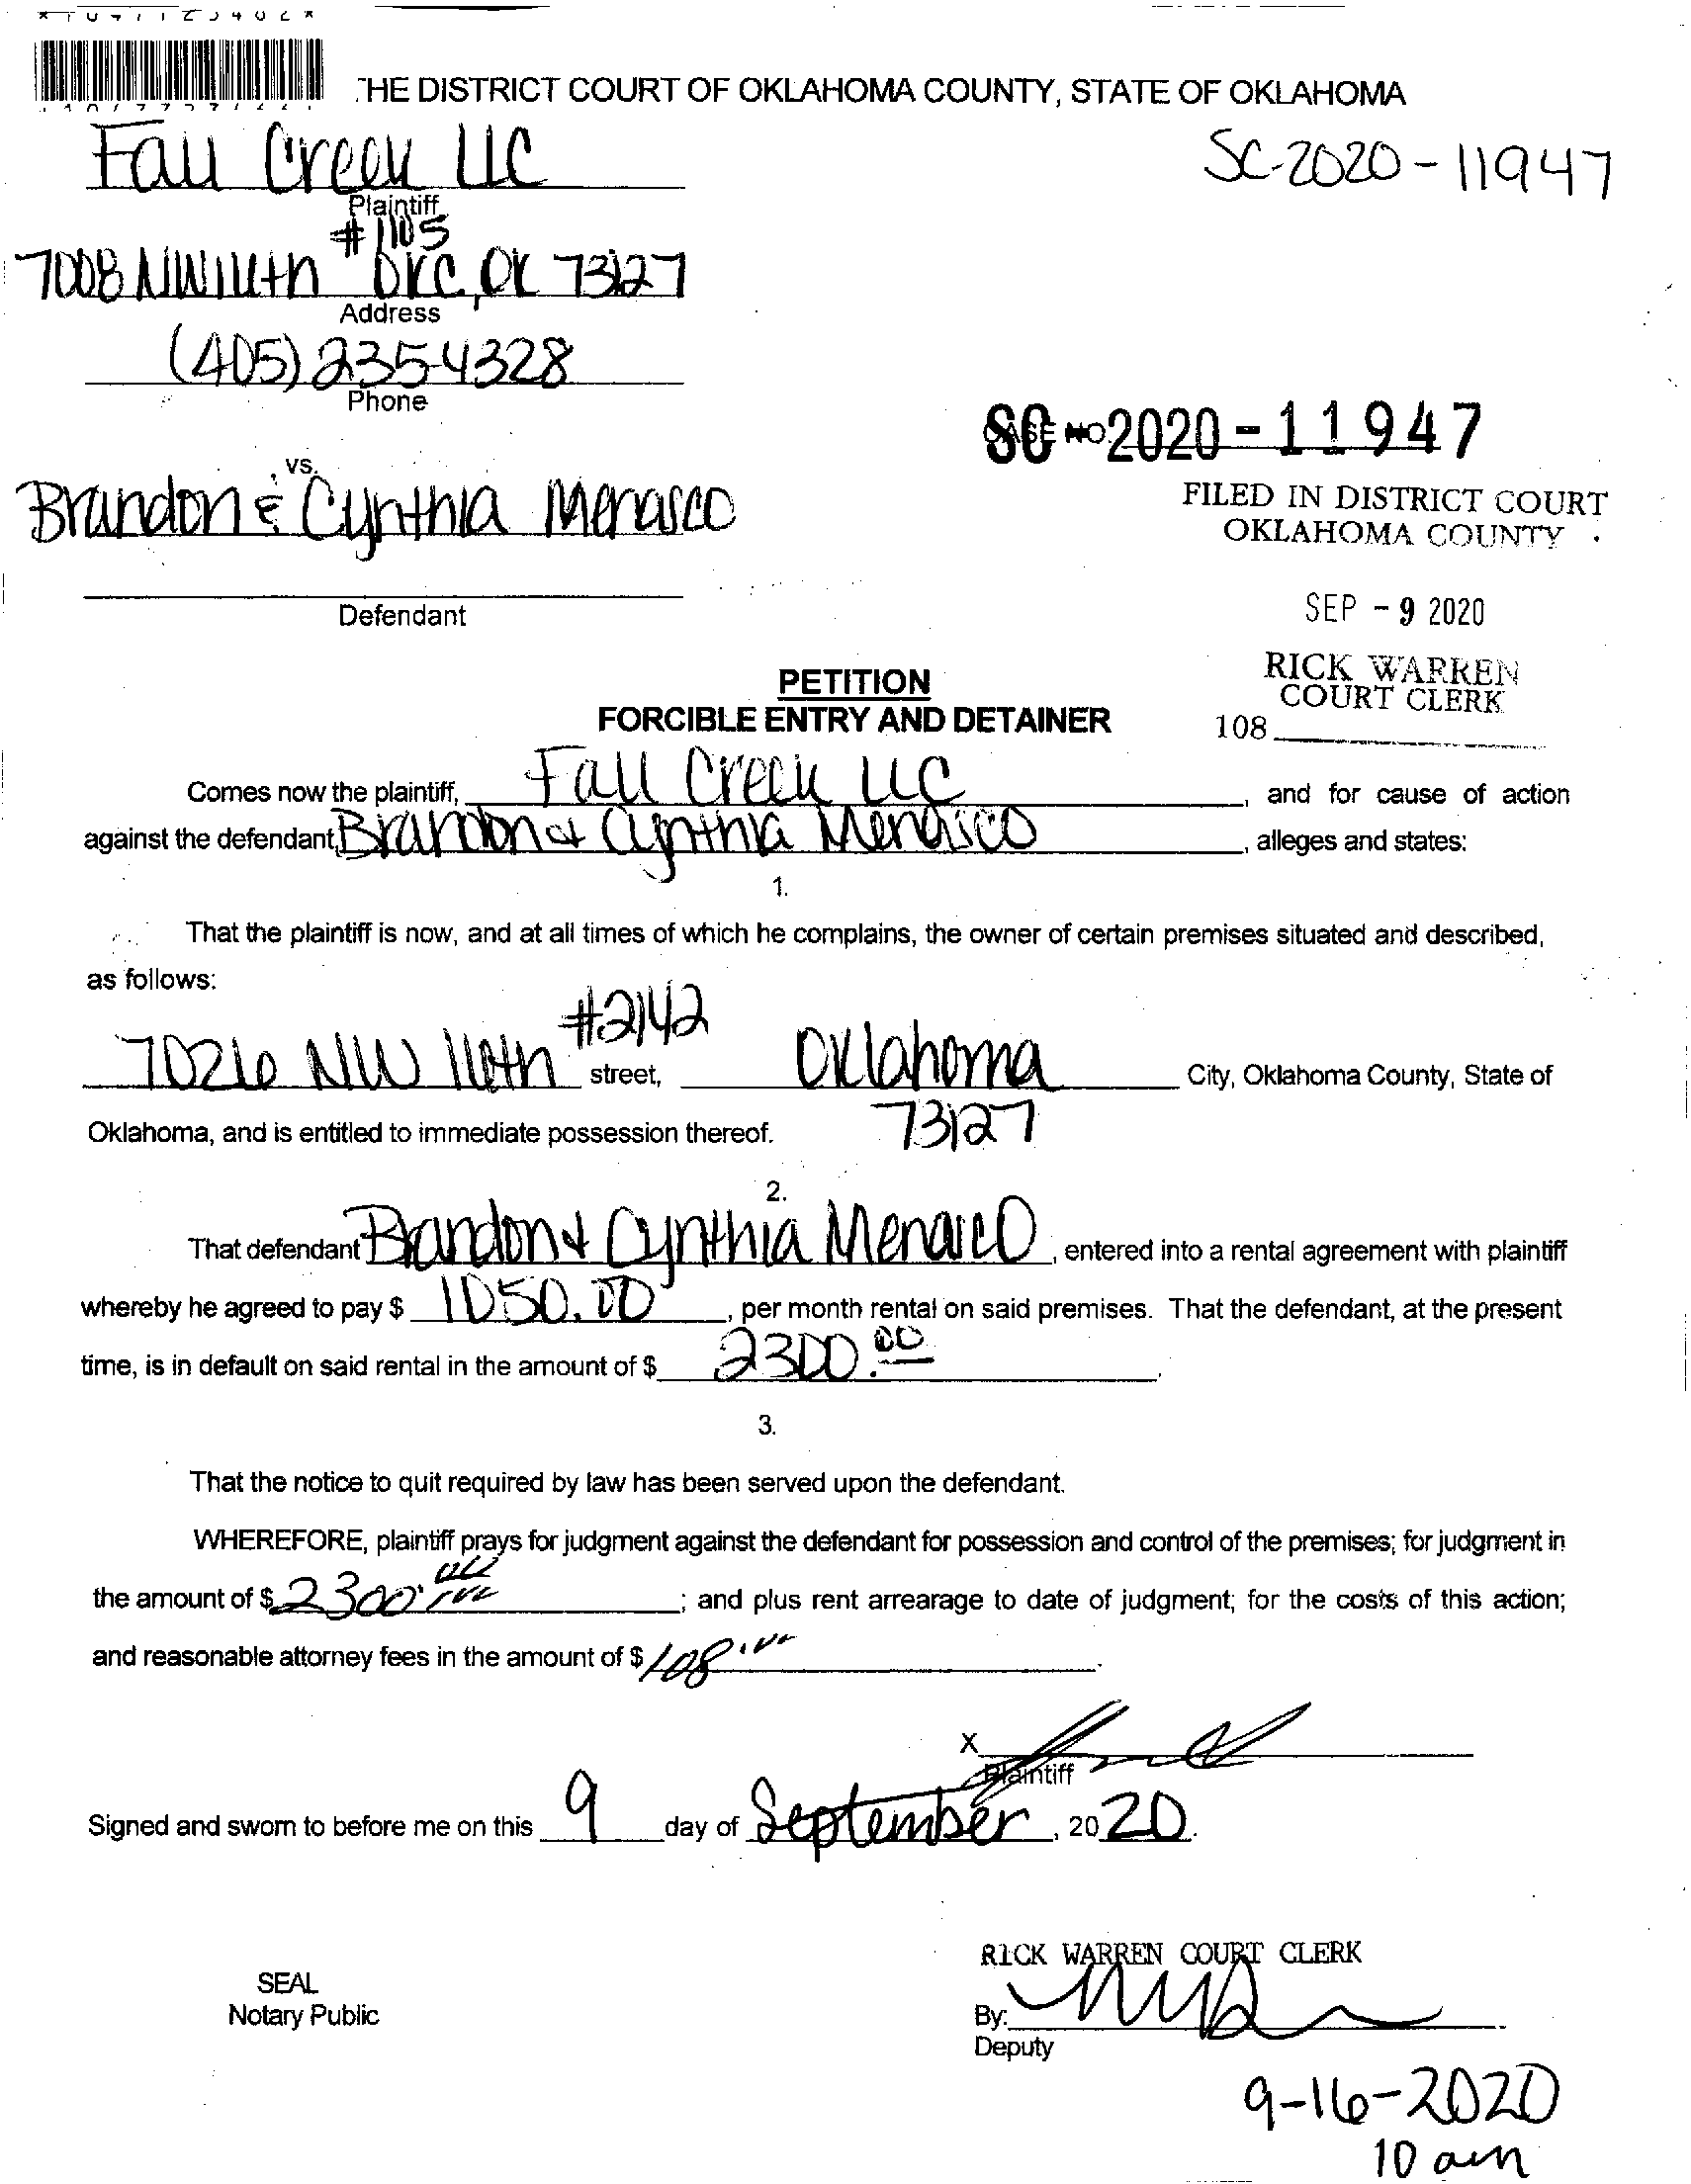 THE DISTRICT COURT OF OKLAHOMA COUNTY, STATE OF OKLAHOMA
Fall Creek LLC
SC-2020-11947
Plaintiff
#1105
7008 NW 16th OKC, OK 73127
Address
(405) 235-4328
Phone
SC-2020-11947
CASE NO.
vs.
Brandon & Cynthia Menasco
FILED IN DISTRICT COURT
OKLAHOMA COUNTY
Defendant
SEP - 9 2020
RICK WARREN
COURT CLERK
108
PETITION
FORCIBLE ENTRY AND DETAINER
Comes now the plaintiff, Fall Creek LLC, and for cause of action
against the defendant, Brandon & Cynthia Menasco, alleges and states:
1.
That the plaintiff is now, and at all times of which he complains, the owner of certain premises situated and described,
as follows:
7026 NW 16th #2142 street, Oklahoma City, Oklahoma County, State of
73127
Oklahoma, and is entitled to immediate possession thereof.
2.
That defendant Brandon & Cynthia Menasco, entered into a rental agreement with plaintiff
whereby he agreed to pay $ 1050.00, per month rental on said premises. That the defendant, at the present
time, is in default on said rental in the amount of $ 2300.00.
3.
That the notice to quit required by law has been served upon the defendant.
WHEREFORE, plaintiff prays for judgment against the defendant for possession and control of the premises; for judgment in
the amount of $ 2300; and plus rent arrearage to date of judgment; for the costs of this action;
and reasonable attorney fees in the amount of $ 108.
X
Plaintiff
Signed and sworn to before me on this 9 day of September, 2020.
RICK WARREN COURT CLERK
SEAL
Notary Public
By:
Deputy
9-16-2020
10 am